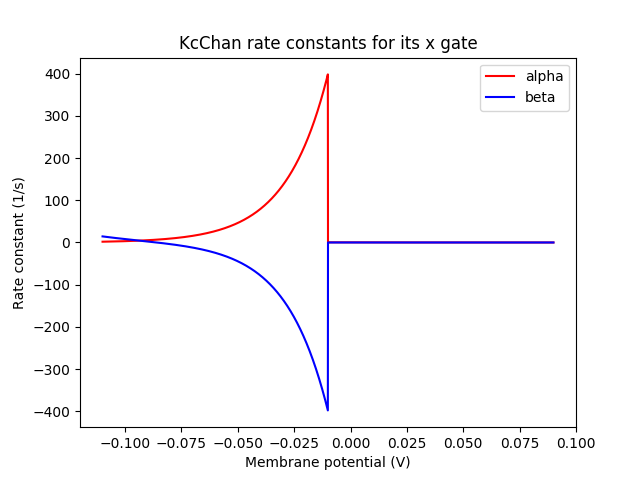 KcChan rate constants for its x gate
alpha
beta
Rate constant (1/s)
400
300
200
100
0
−100
−200
−300
−400
−0.100 −0.075 −0.050 −0.025 0.000 0.025 0.050 0.075 0.100
Membrane potential (V)